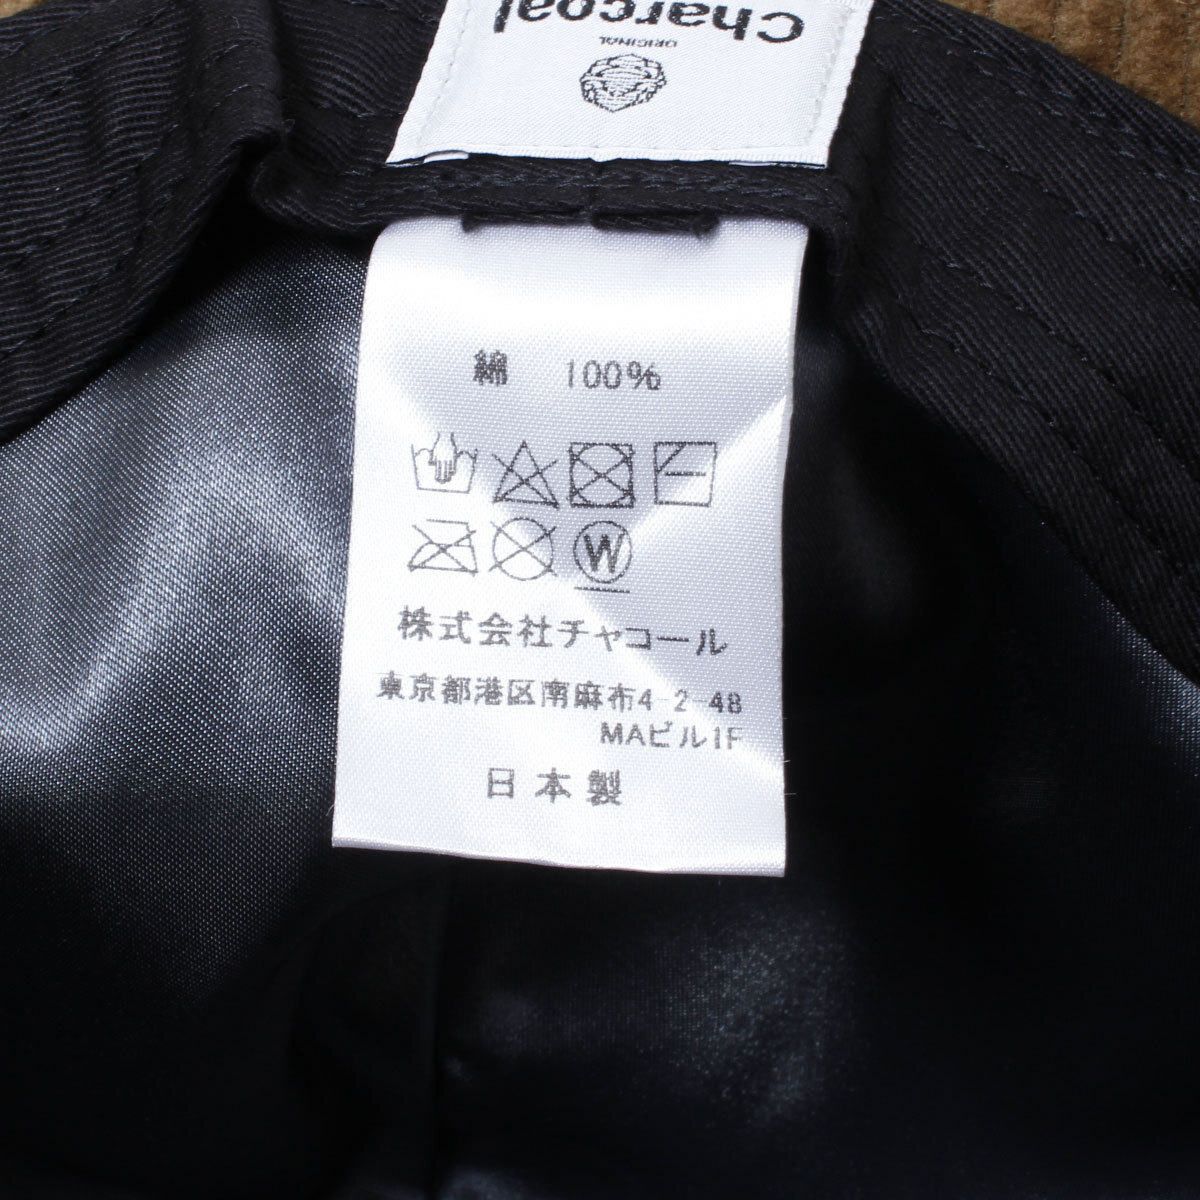 Charcoal
ORIGINAL
綿 100%
W
株式会社チャコール
東京都港区南麻布4-2-48
MAビル1F
日本製